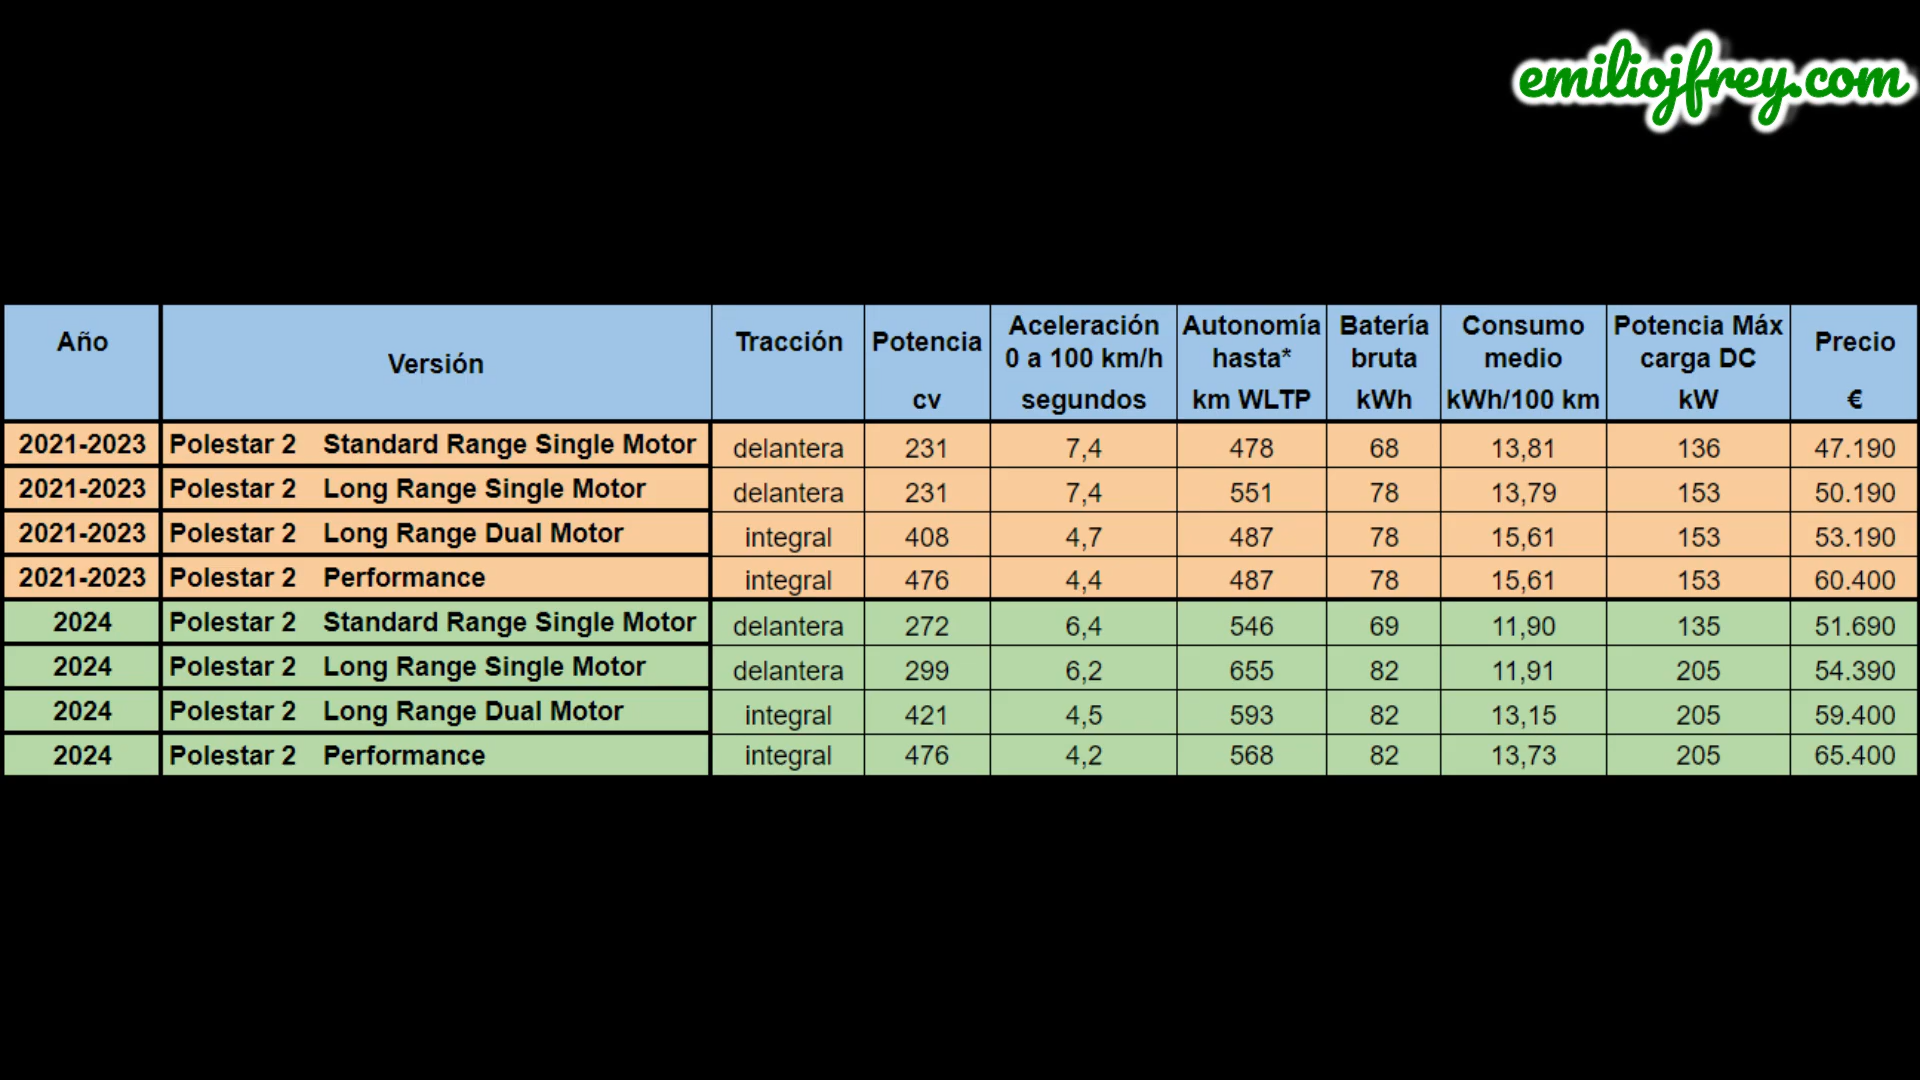 emiliojfrey.com
Año Versión Tracción Potencia cv Aceleración 0 a 100 km/h segundos Autonomía hasta* km WLTP Batería bruta kWh Consumo medio kWh/100 km Potencia Máx carga DC kW Precio €
2021-2023 Polestar 2 Standard Range Single Motor delantera 231 7,4 478 68 13,81 136 47.190
2021-2023 Polestar 2 Long Range Single Motor delantera 231 7,4 551 78 13,79 153 50.190
2021-2023 Polestar 2 Long Range Dual Motor integral 408 4,7 487 78 15,61 153 53.190
2021-2023 Polestar 2 Performance integral 476 4,4 487 78 15,61 153 60.400
2024 Polestar 2 Standard Range Single Motor delantera 272 6,4 546 69 11,90 135 51.690
2024 Polestar 2 Long Range Single Motor delantera 299 6,2 655 82 11,91 205 54.390
2024 Polestar 2 Long Range Dual Motor integral 421 4,5 593 82 13,15 205 59.400
2024 Polestar 2 Performance integral 476 4,2 568 82 13,73 205 65.400